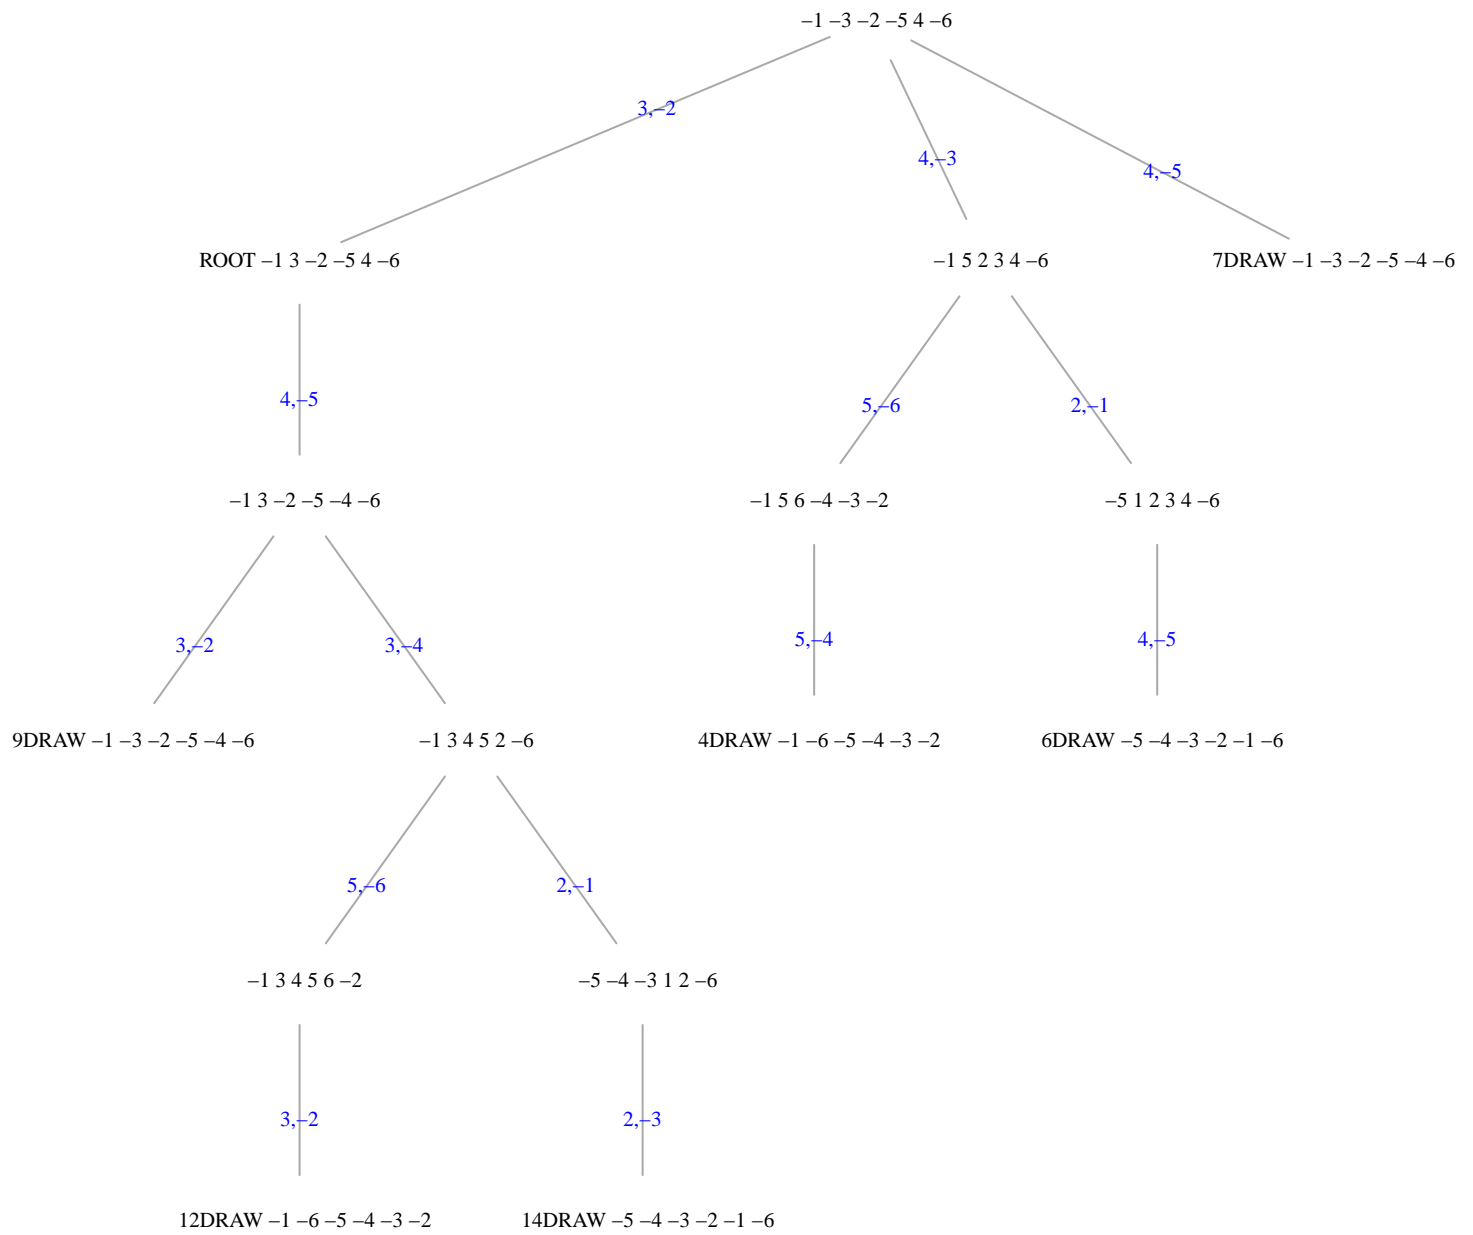 –1 –3 –2 –5 4 –6
3,–2
4,–3
4,–5
ROOT –1 3 –2 –5 4 –6
–1 5 2 3 4 –6
7DRAW –1 –3 –2 –5 –4 –6
4,–5
5,–6
2,–1
–1 3 –2 –5 –4 –6
–1 5 6 –4 –3 –2
–5 1 2 3 4 –6
3,–2
3,–4
5,–4
4,–5
9DRAW –1 –3 –2 –5 –4 –6
–1 3 4 5 2 –6
4DRAW –1 –6 –5 –4 –3 –2
6DRAW –5 –4 –3 –2 –1 –6
5,–6
2,–1
–1 3 4 5 6 –2
–5 –4 –3 1 2 –6
3,–2
2,–3
12DRAW –1 –6 –5 –4 –3 –2
14DRAW –5 –4 –3 –2 –1 –6